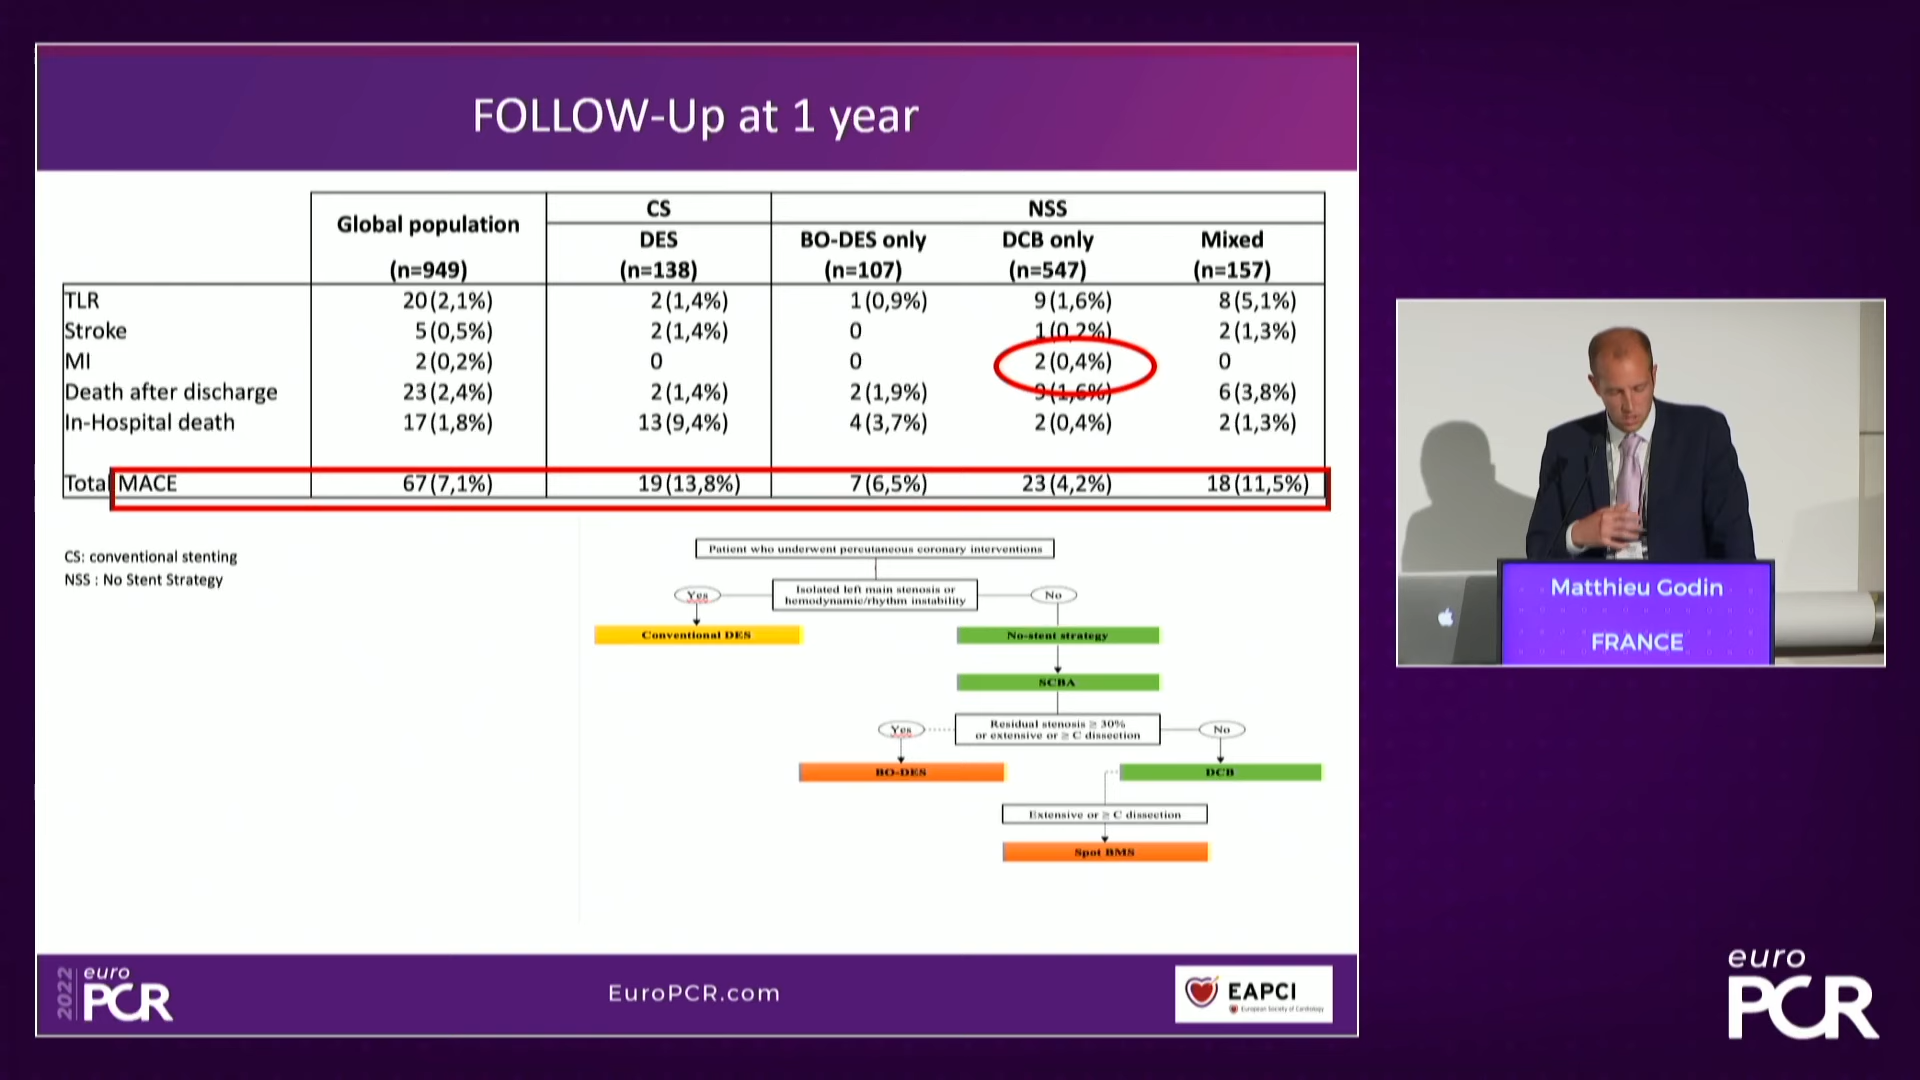 FOLLOW-Up at 1 year
Global population CS NSS
DES BO-DES only DCB only Mixed
(n=949) (n=138) (n=107) (n=547) (n=157)
TLR 20 (2,1%) 2 (1,4%) 1 (0,9%) 9 (1,6%) 8 (5,1%)
Stroke 5 (0,5%) 2 (1,4%) 0 1 (0,2%) 2 (1,3%)
MI 2 (0,2%) 0 0 2 (0,4%) 0
Death after discharge 23 (2,4%) 2 (1,4%) 2 (1,9%) 9 (1,6%) 6 (3,8%)
In-Hospital death 17 (1,8%) 13 (9,4%) 4 (3,7%) 2 (0,4%) 2 (1,3%)
Total MACE 67 (7,1%) 19 (13,8%) 7 (6,5%) 23 (4,2%) 18 (11,5%)
CS: conventional stenting
NSS : No Stent Strategy
Patient who underwent percutaneous coronary interventions
Yes
Isolated left main stenosis or
hemodynamic/rhythm instability
No
Conventional DES
No-stent strategy
SCBA
Yes
Residual stenosis ≥ 30%
or extensive or ≥ C dissection
No
BO-DES
DCB
Extensive or ≥ C dissection
Spot BMS
2022
euro
PCR
EuroPCR.com
EAPCI
European Society of Cardiology
Matthieu Godin
FRANCE
euro
PCR